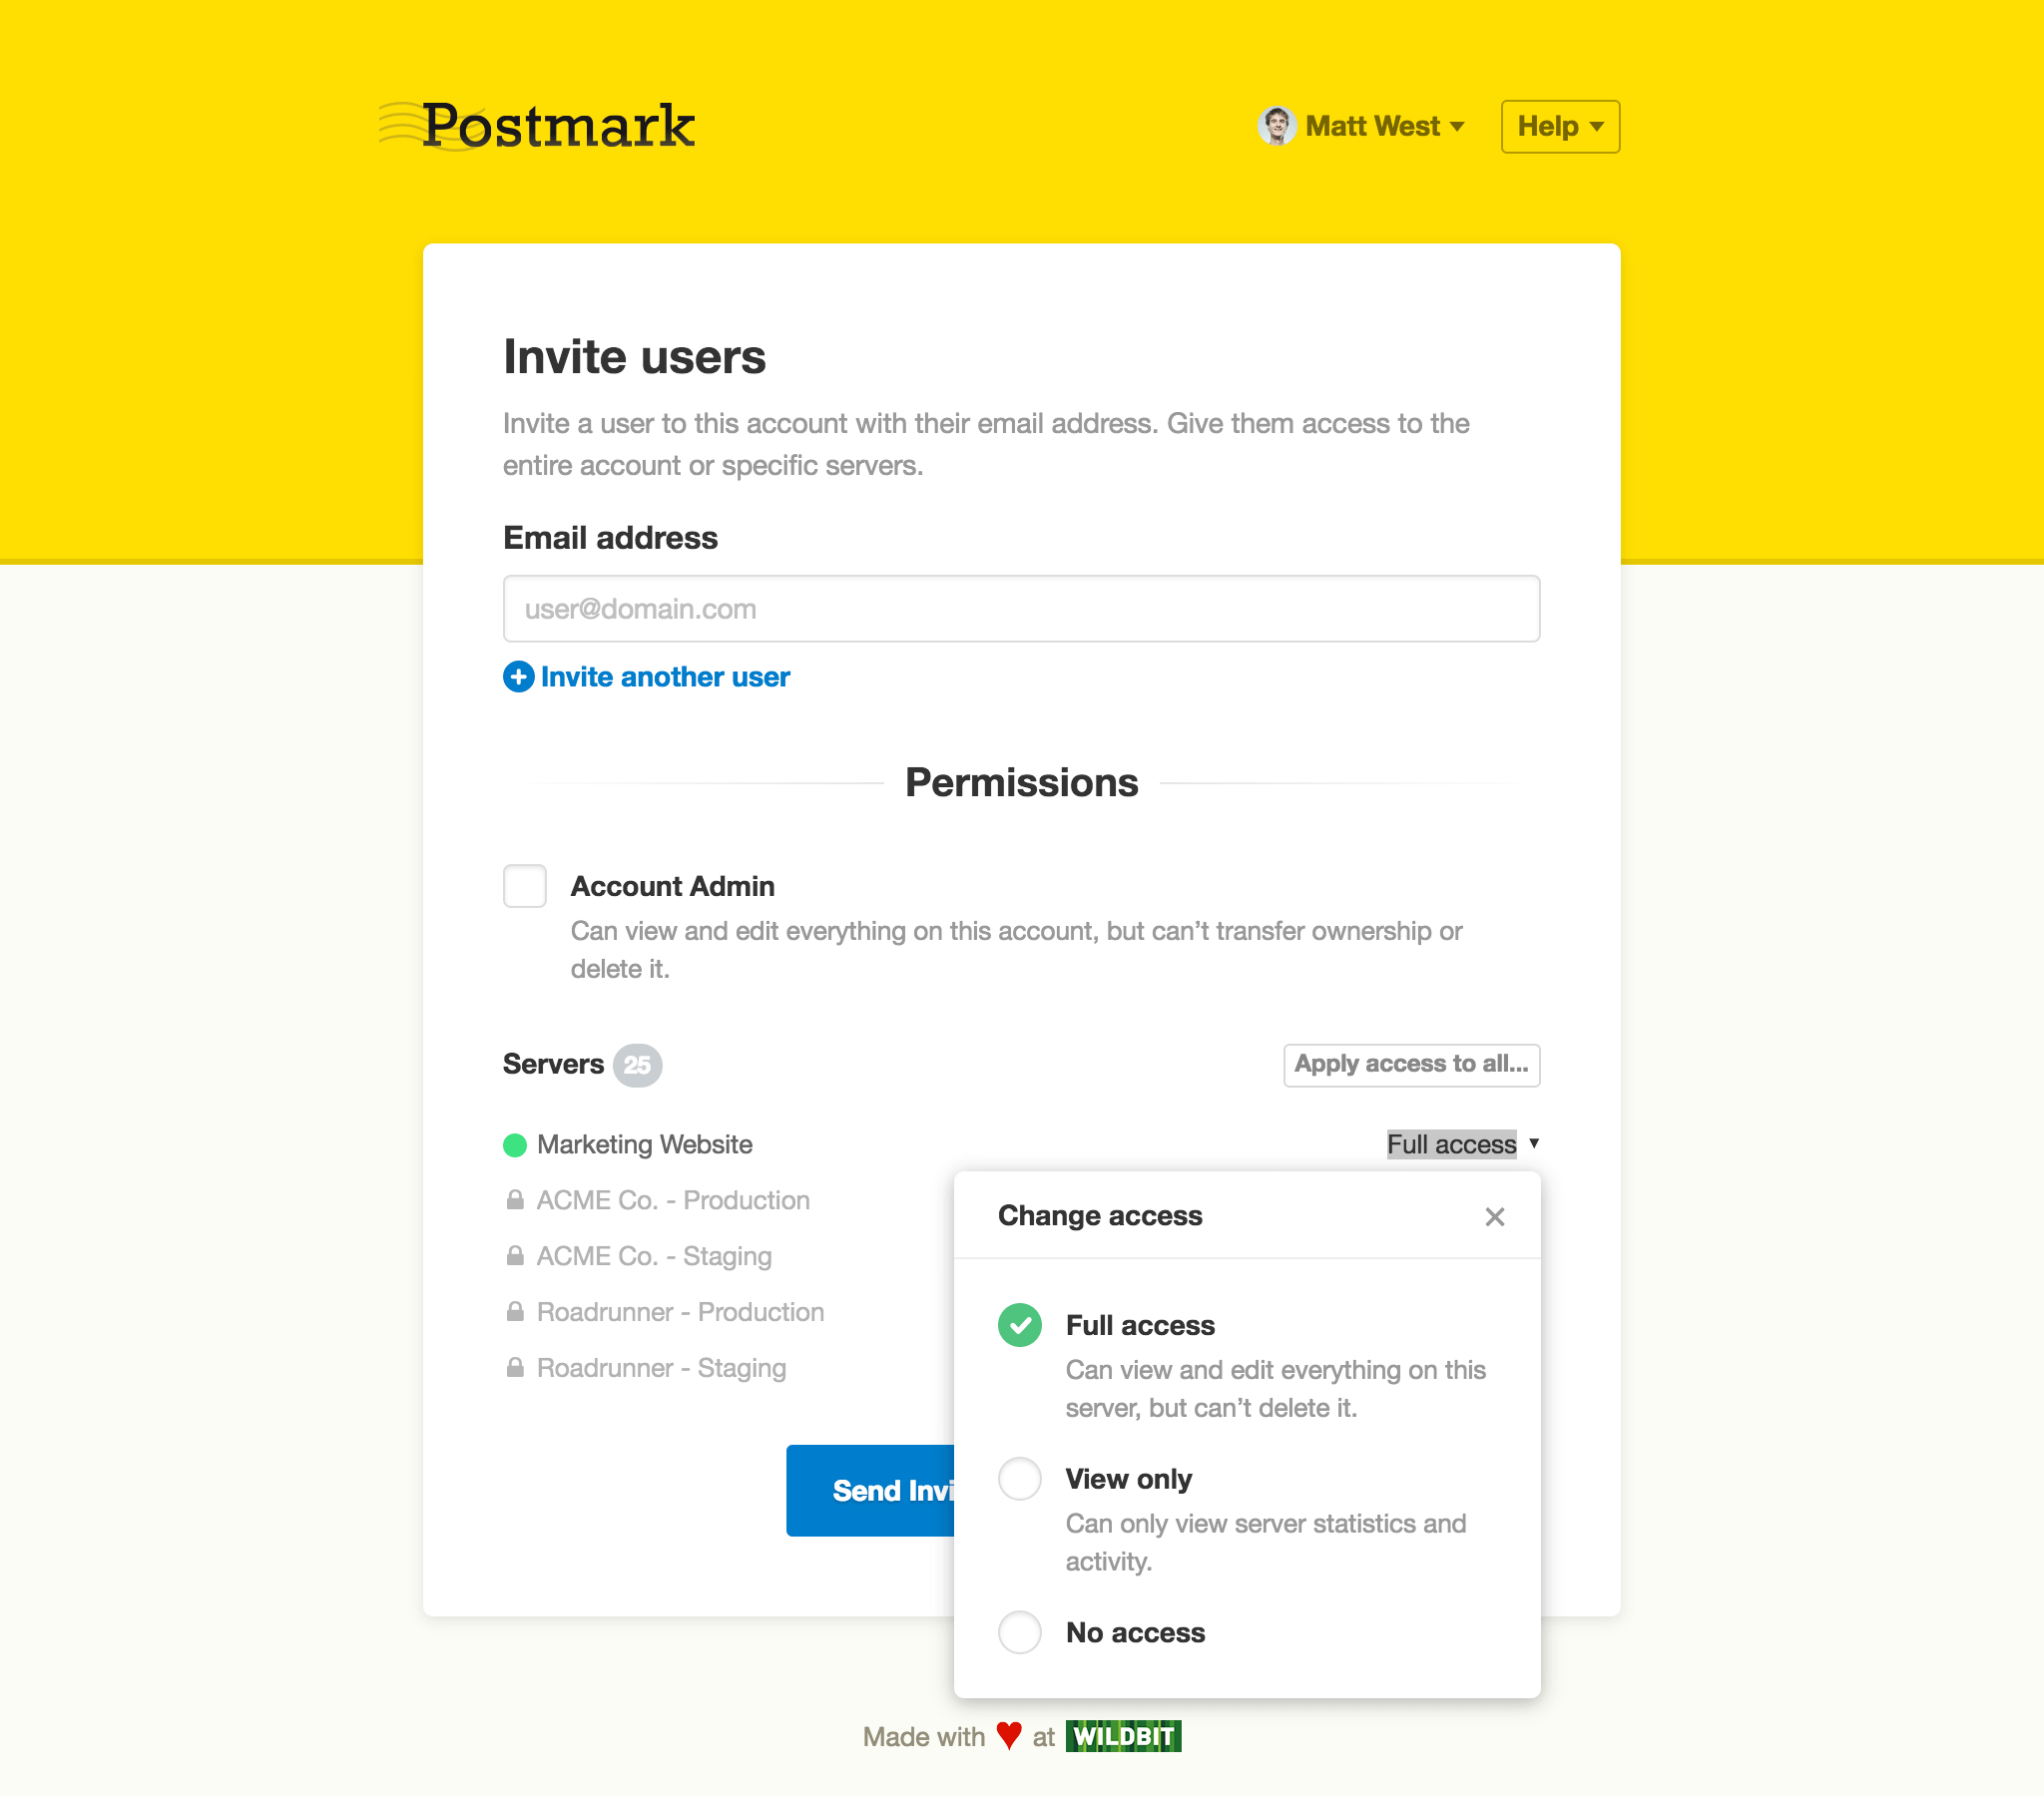 Postmark
Matt West
Help
Invite users
Invite a user to this account with their email address. Give them access to the
entire account or specific servers.
Email address
user@domain.com
Invite another user
Permissions
Account Admin
Can view and edit everything on this account, but can’t transfer ownership or
delete it.
Servers 25
Apply access to all...
Marketing Website
Full access
ACME Co. - Production
ACME Co. - Staging
Roadrunner - Production
Roadrunner - Staging
Send Invi
Change access
Full access
Can view and edit everything on this
server, but can’t delete it.
View only
Can only view server statistics and
activity.
No access
Made with ♥ at WILDBIT